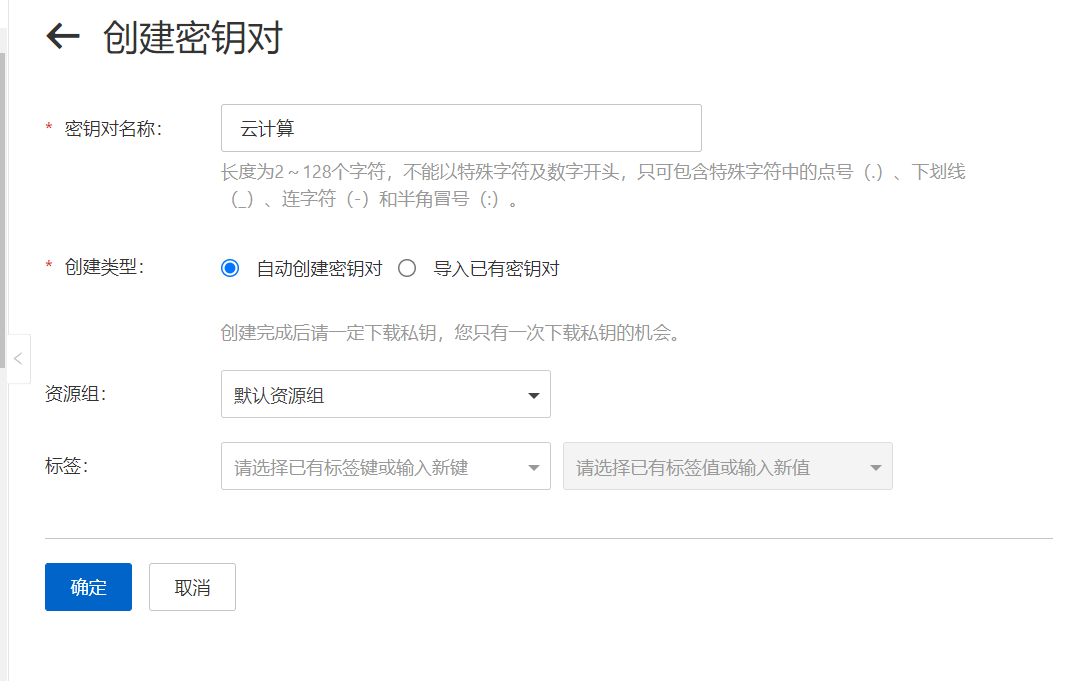 创建密钥对
* 密钥对名称：
云计算
长度为2～128个字符，不能以特殊字符及数字开头，只可包含特殊字符中的点号（.）、下划线
（_）、连字符（-）和半角冒号（:）。
* 创建类型：
自动创建密钥对 导入已有密钥对
创建完成后请一定下载私钥，您只有一次下载私钥的机会。
资源组：
默认资源组
标签：
请选择已有标签键或输入新键 请选择已有标签值或输入新值
确定 取消